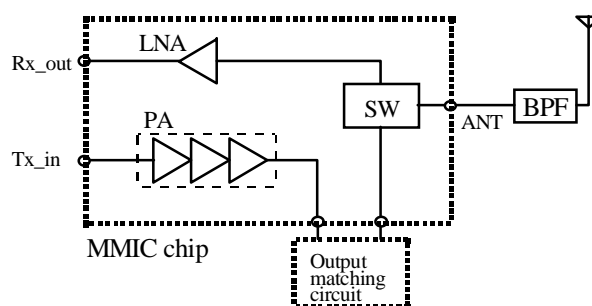 LNA
Rx_out
SW
BPF
ANT
PA
Tx_in
MMIC chip
Output
matching
circuit